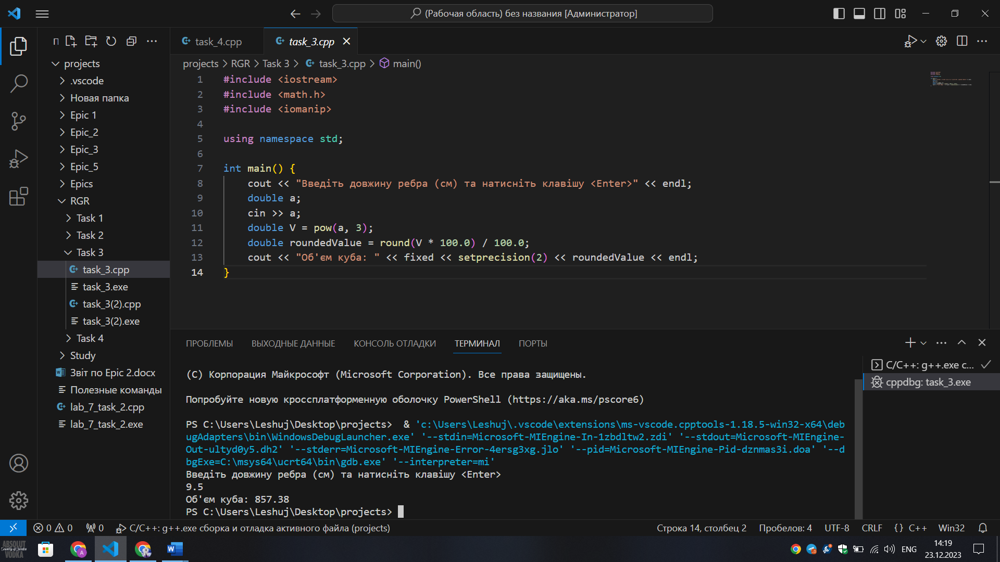 (Рабочая область) без названия [Администратор]
П
task_4.cpp
task_3.cpp
projects > RGR > Task 3 > task_3.cpp > main()
projects
.vscode
Новая папка
Epic 1
Epic_2
Epic_3
Epic_5
Epics
RGR
Task 1
Task 2
Task 3
task_3.cpp
task_3.exe
task_3(2).cpp
task_3(2).exe
Task 4
Study
Звіт по Epic 2.docx
Полезные команды
lab_7_task_2.cpp
lab_7_task_2.exe
1 #include <iostream>
2 #include <math.h>
3 #include <iomanip>
4
5 using namespace std;
6
7 int main() {
8 cout << "Введіть довжину ребра (см) та натисніть клавішу <Enter>" << endl;
9 double a;
10 cin >> a;
11 double V = pow(a, 3);
12 double roundedValue = round(V * 100.0) / 100.0;
13 cout << "Об'єм куба: " << fixed << setprecision(2) << roundedValue << endl;
14 }
ПРОБЛЕМЫ ВЫХОДНЫЕ ДАННЫЕ КОНСОЛЬ ОТЛАДКИ ТЕРМИНАЛ ПОРТЫ
(C) Корпорация Майкрософт (Microsoft Corporation). Все права защищены.
Попробуйте новую кроссплатформенную оболочку PowerShell (https://aka.ms/pscore6)
PS C:\Users\Leshuj\Desktop\projects>  & 'c:\Users\Leshuj\.vscode\extensions\ms-vscode.cpptools-1.18.5-win32-x64\deb
ugAdapters\bin\WindowsDebugLauncher.exe' '--stdin=Microsoft-MIEngine-In-1zbdltw2.zdi' '--stdout=Microsoft-MIEngine-
Out-ultyd0y5.dh2' '--stderr=Microsoft-MIEngine-Error-4ersg3xg.jlo' '--pid=Microsoft-MIEngine-Pid-dznmas3i.doa' '--d
bgExe=C:\msys64\ucrt64\bin\gdb.exe' '--interpreter=mi'
Введіть довжину ребра (см) та натисніть клавішу <Enter>
9.5
Об'єм куба: 857.38
PS C:\Users\Leshuj\Desktop\projects>
C/C++: g++.exe с...
cppdbg: task_3.exe
0 0 0 C/C++: g++.exe сборка и отладка активного файла (projects)
Строка 14, столбец 2 Пробелов: 4 UTF-8 CRLF {} C++ Win32
ABSOLUT
Country of Sweden
VODKA
A
W
ENG
14:19
23.12.2023